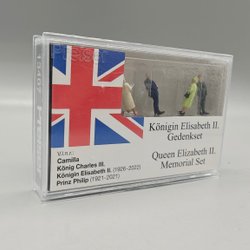 Preiser
Königin Elisabeth II.
Gedenkset
Queen Elizabeth II.
Memorial Set
Camilla
König Charles III.
Königin Elisabeth II. (1926-2022)
Prinz Philip (1921-2021)